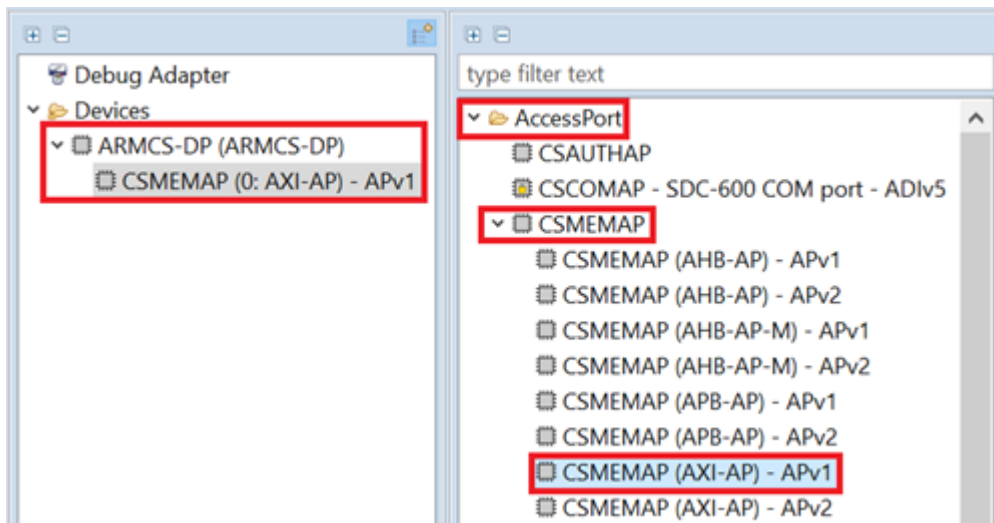 Debug Adapter
Devices
ARMCS-DP (ARMCS-DP)
CSMEMAP (0: AXI-AP) - APv1
type filter text
AccessPort
CSAUTHAP
CSCOMAP - SDC-600 COM port - ADIv5
CSMEMAP
CSMEMAP (AHB-AP) - APv1
CSMEMAP (AHB-AP) - APv2
CSMEMAP (AHB-AP-M) - APv1
CSMEMAP (AHB-AP-M) - APv2
CSMEMAP (APB-AP) - APv1
CSMEMAP (APB-AP) - APv2
CSMEMAP (AXI-AP) - APv1
CSMEMAP (AXI-AP) - APv2